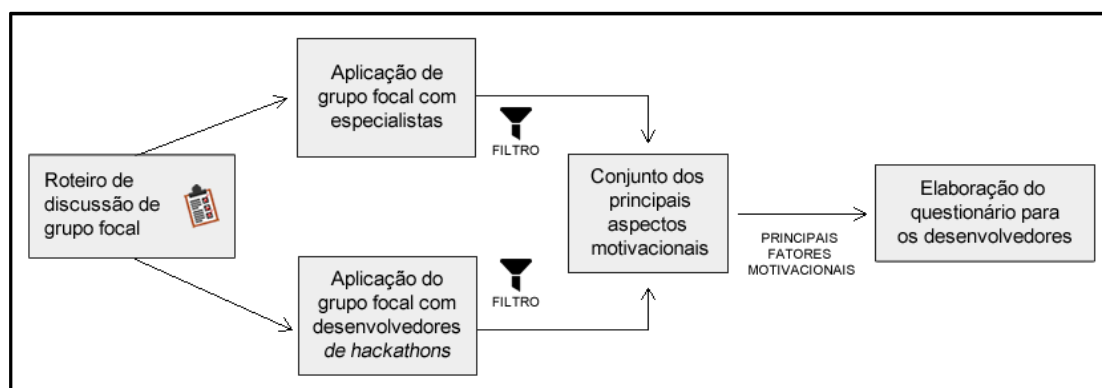 Roteiro de
discussão de
grupo focal
Aplicação de
grupo focal com
especialistas
FILTRO
Aplicação do
grupo focal com
desenvolvedores
de hackathons
FILTRO
Conjunto dos
principais
aspectos
motivacionais
PRINCIPAIS
FATORES
MOTIVACIONAIS
Elaboração do
questionário para
os desenvolvedores